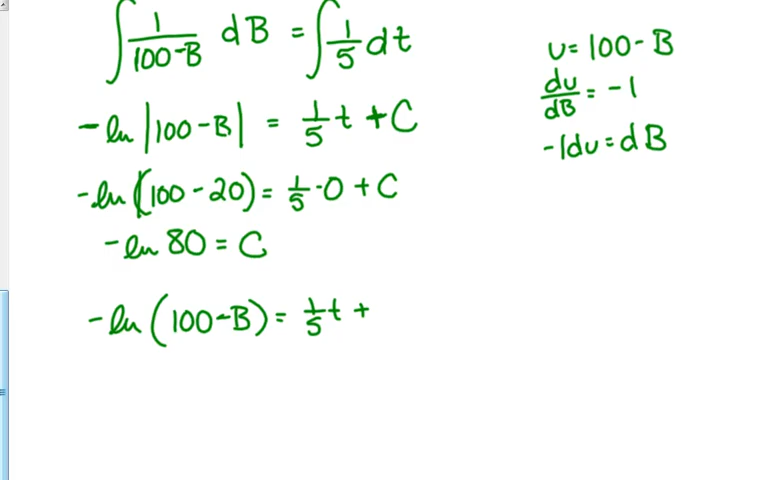 ∫ 1/(100-B) dB = ∫ 1/5 dt
-ln |100-B| = 1/5 t + C
-ln (100-20) = 1/5 · 0 + C
-ln 80 = C
-ln (100-B) = 1/5 t +
u = 100 - B
du/dB = -1
-1du = dB